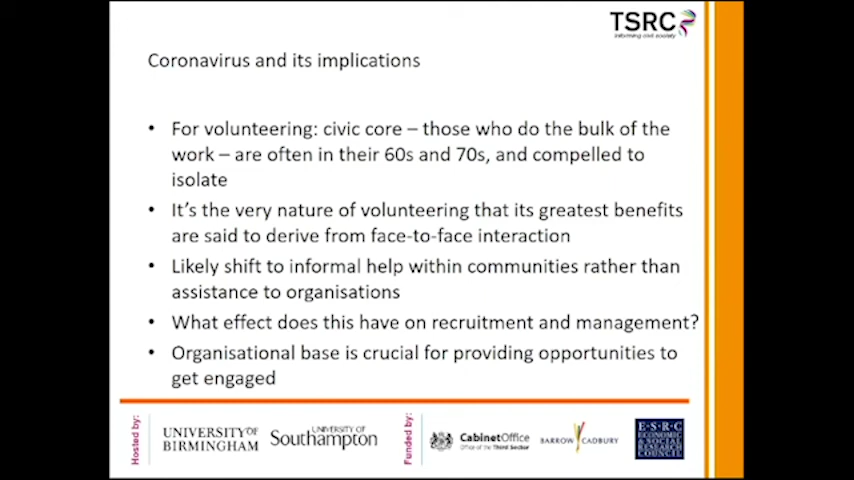 TSRC
informing civil society
Coronavirus and its implications
• For volunteering: civic core – those who do the bulk of the
work – are often in their 60s and 70s, and compelled to
isolate
• It's the very nature of volunteering that its greatest benefits
are said to derive from face-to-face interaction
• Likely shift to informal help within communities rather than
assistance to organisations
• What effect does this have on recruitment and management?
• Organisational base is crucial for providing opportunities to
get engaged
Hosted by:
UNIVERSITY OF
BIRMINGHAM
UNIVERSITY OF
Southampton
Funded by:
CabinetOffice
Office of the Third Sector
BARROW CADBURY
E·S·R·C
ECONOMIC
& SOCIAL
RESEARCH
COUNCIL